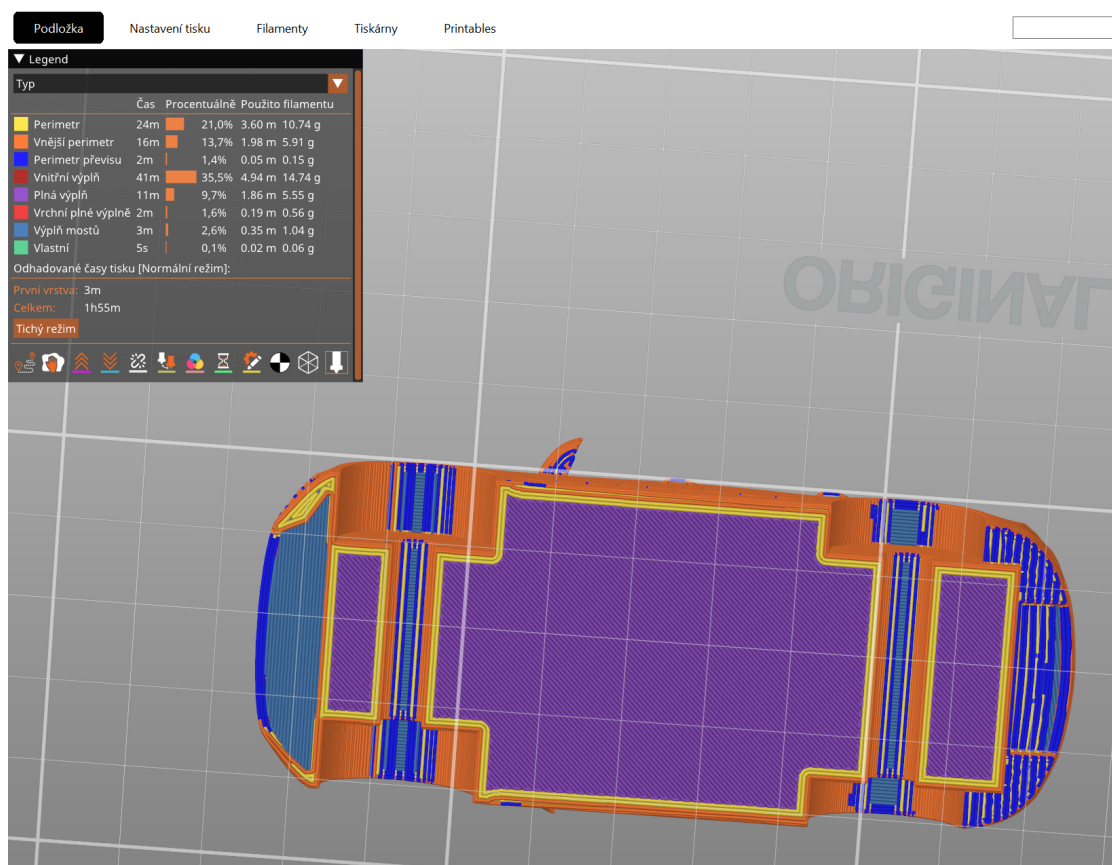 Podložka Nastavení tisku Filamenty Tiskárny Printables
Legend
Typ
Čas Procentuálně Použito filamentu
Perimetr 24m 21,0% 3.60 m 10.74 g
Vnější perimetr 16m 13,7% 1.98 m 5.91 g
Perimetr převisu 2m 1,4% 0.05 m 0.15 g
Vnitřní výplň 41m 35,5% 4.94 m 14.74 g
Plná výplň 11m 9,7% 1.86 m 5.55 g
Vrchní plné výplně 2m 1,6% 0.19 m 0.56 g
Výplň mostů 3m 2,6% 0.35 m 1.04 g
Vlastní 5s 0,1% 0.02 m 0.06 g
Odhadované časy tisku [Normální režim]:
První vrstva: 3m
Celkem: 1h55m
Tichý režim
ORIGINAL